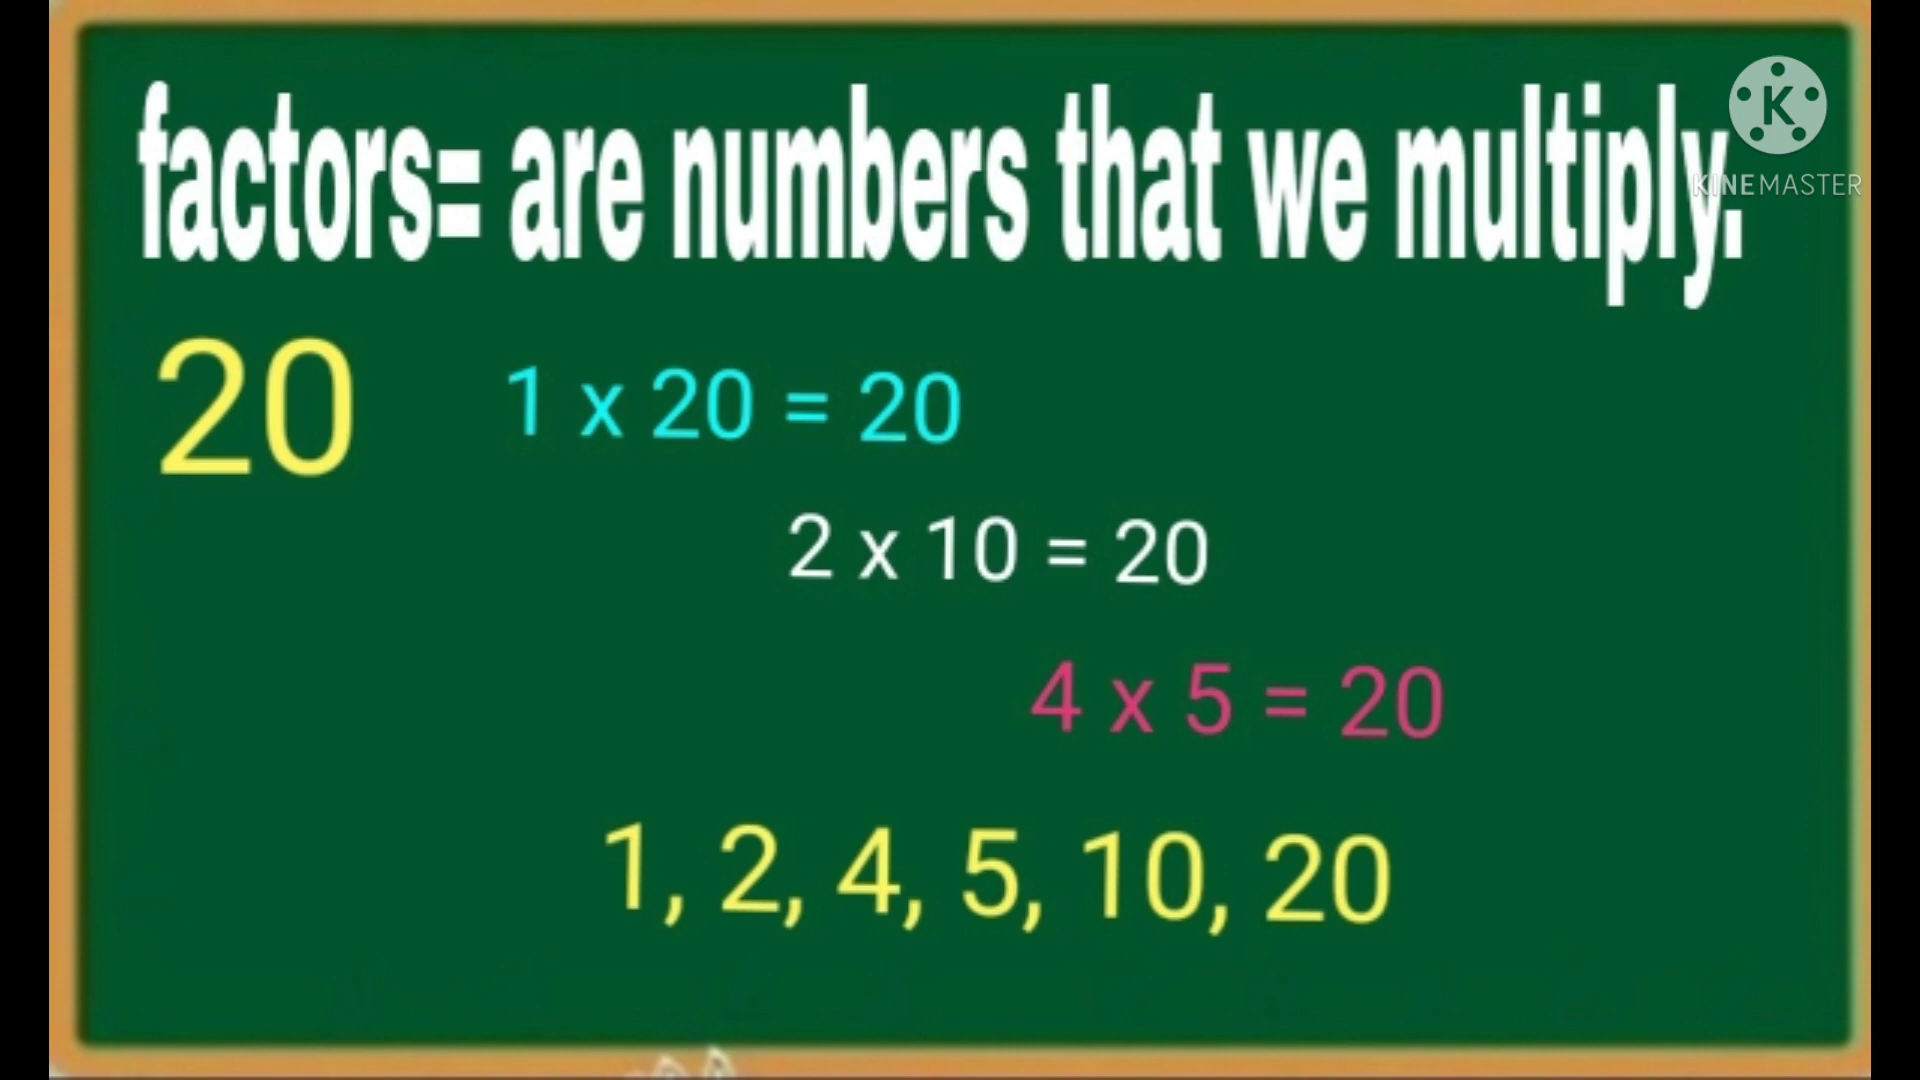 factors= are numbers that we multiply.
K
KINEMASTER
20
1 x 20 = 20
2 x 10 = 20
4 x 5 = 20
1, 2, 4, 5, 10, 20